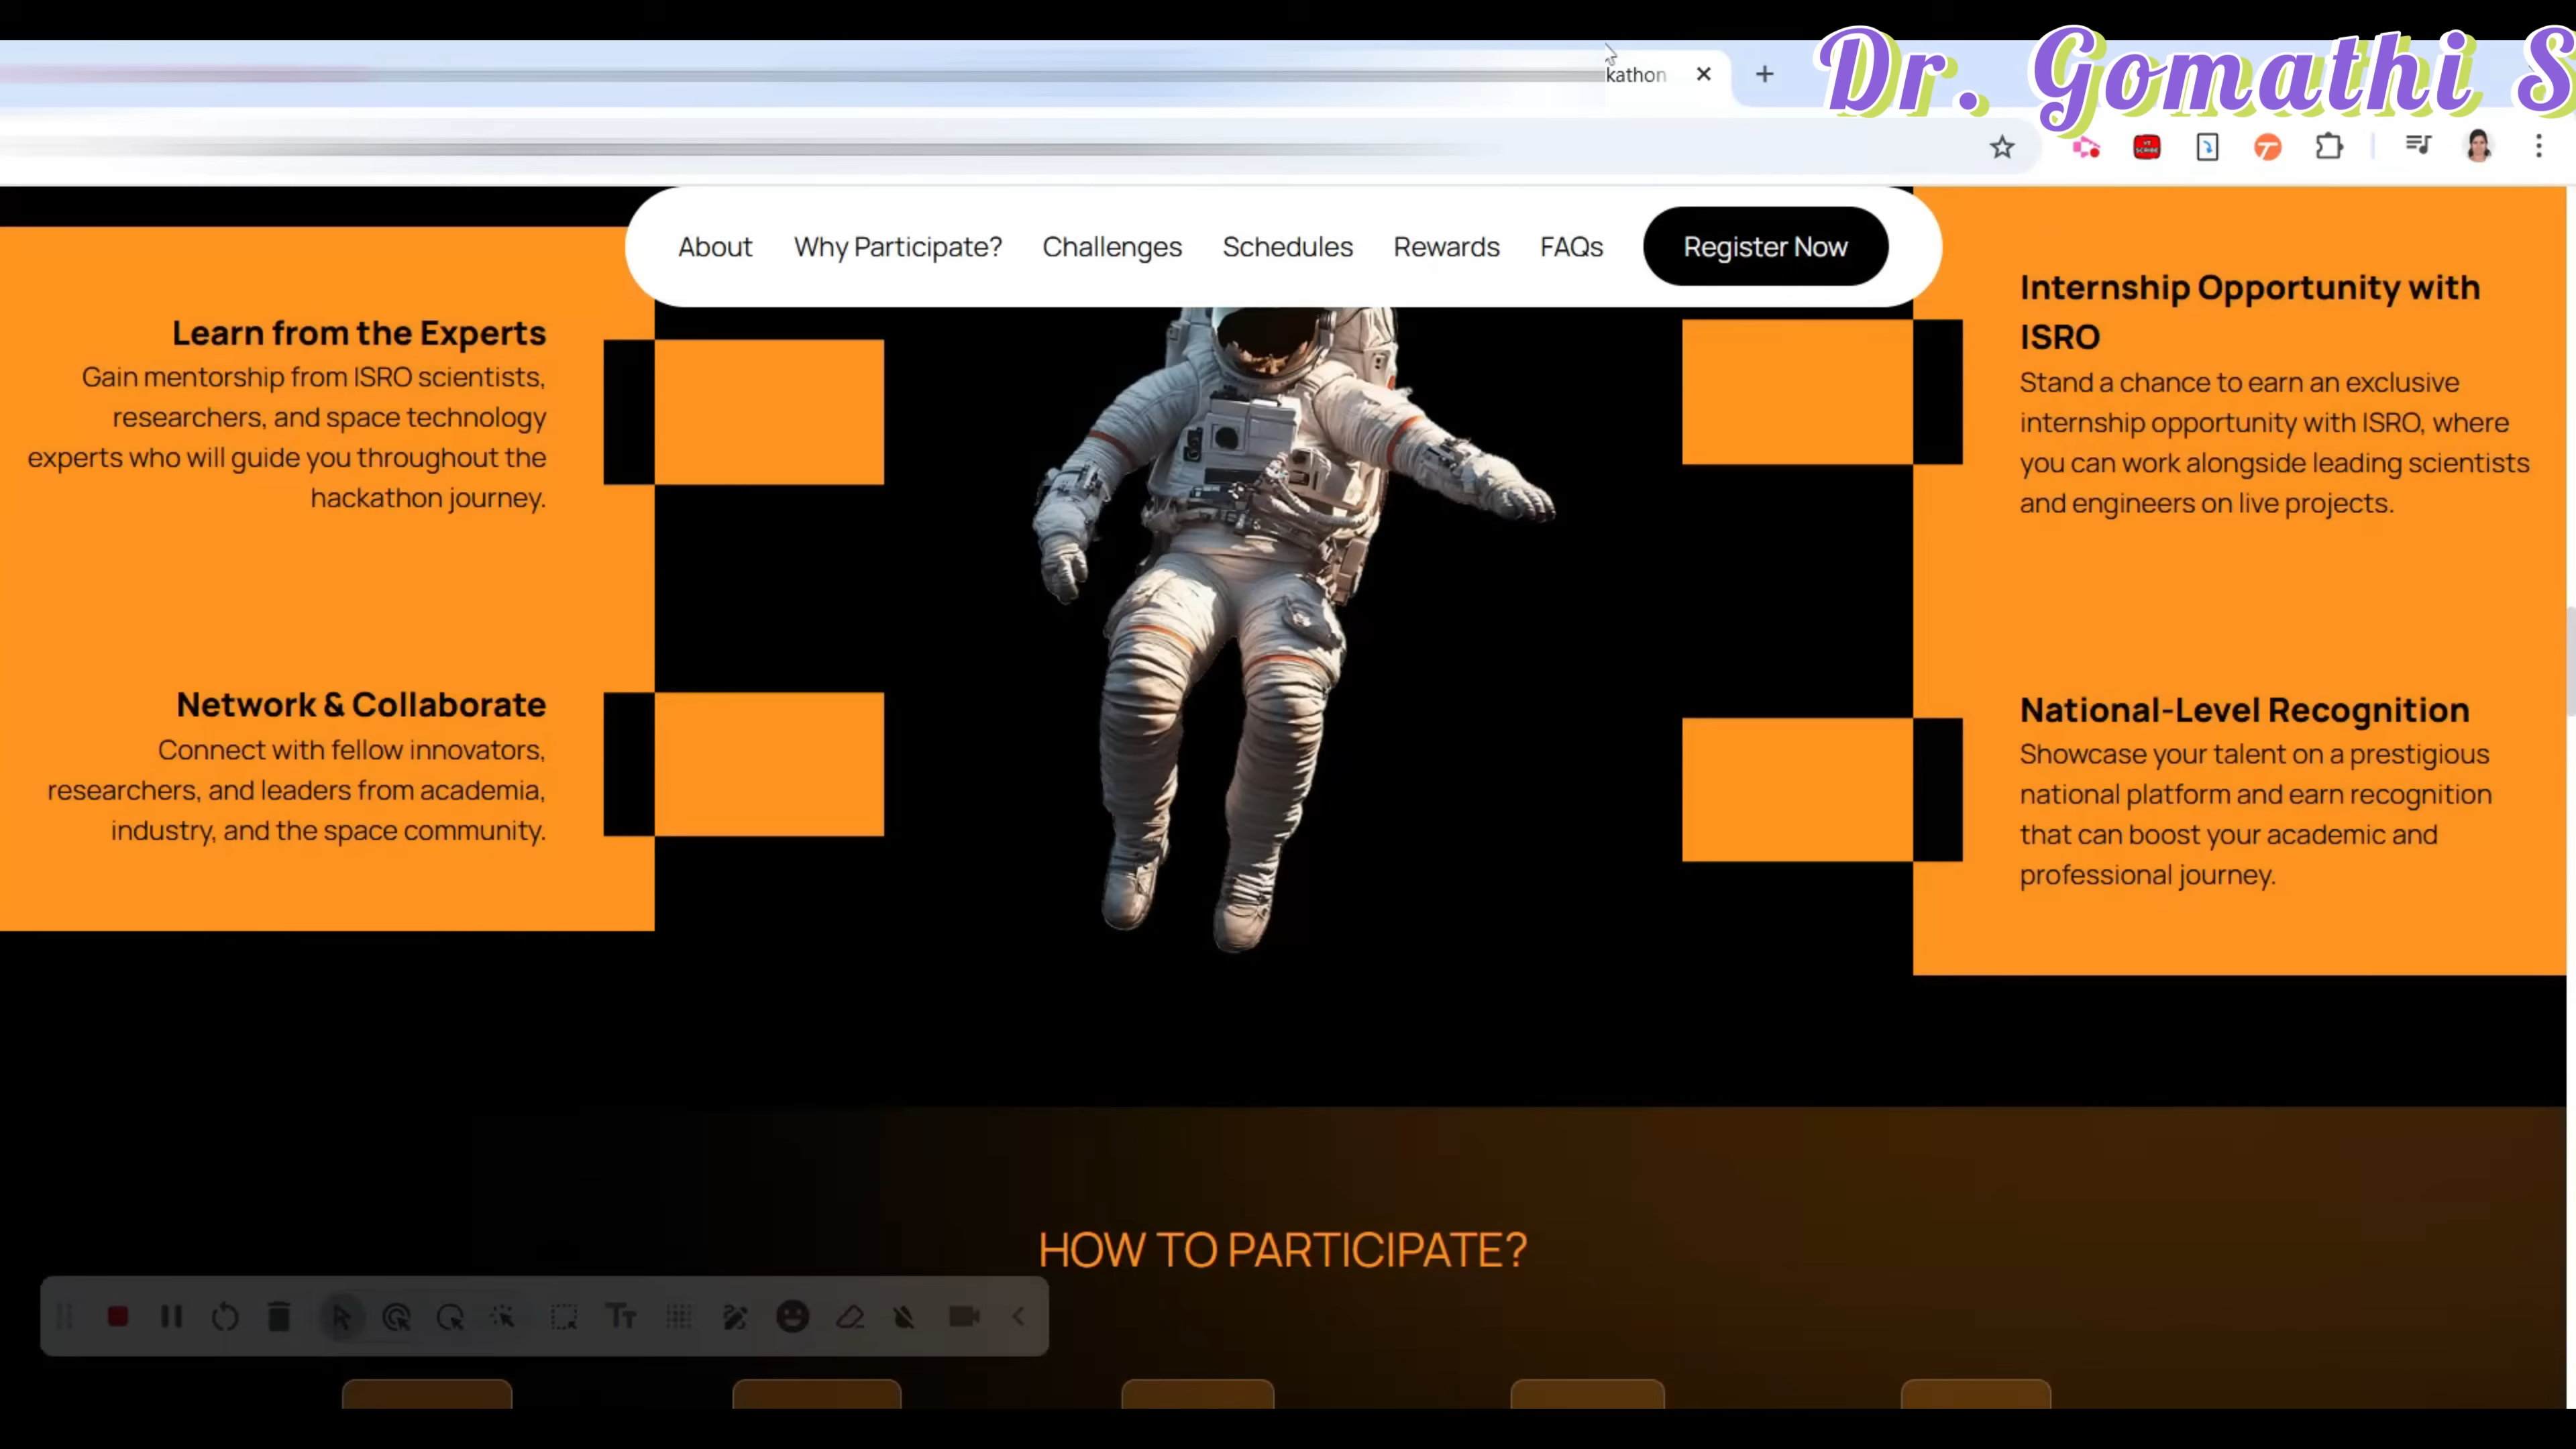 kathon
Dr. Gomathi S
About Why Participate? Challenges Schedules Rewards FAQs Register Now
Learn from the Experts
Gain mentorship from ISRO scientists,
researchers, and space technology
experts who will guide you throughout the
hackathon journey.
Network & Collaborate
Connect with fellow innovators,
researchers, and leaders from academia,
industry, and the space community.
Internship Opportunity with
ISRO
Stand a chance to earn an exclusive
internship opportunity with ISRO, where
you can work alongside leading scientists
and engineers on live projects.
National-Level Recognition
Showcase your talent on a prestigious
national platform and earn recognition
that can boost your academic and
professional journey.
HOW TO PARTICIPATE?